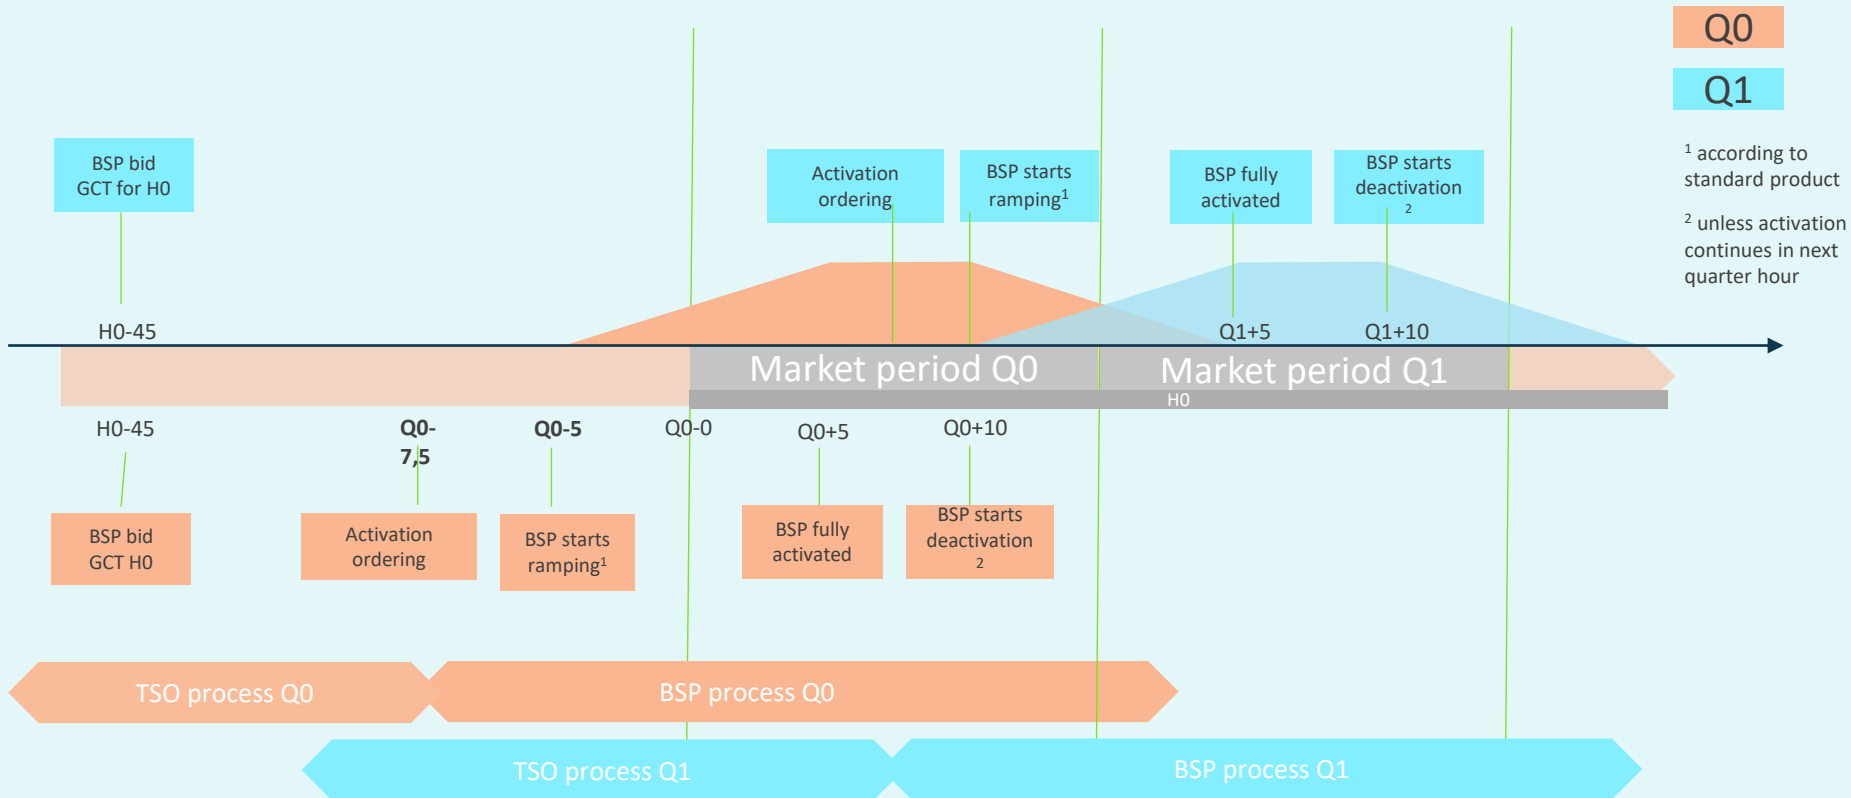 Q0
Q1
¹ according to
standard product
² unless activation
continues in next
quarter hour
BSP bid
GCT for H0
Activation
ordering
BSP starts
ramping¹
BSP fully
activated
BSP starts
deactivation
²
H0-45
Q1+5
Q1+10
Market period Q0
Market period Q1
H0
H0-45
Q0-
7,5
Q0-5
Q0-0
Q0+5
Q0+10
BSP bid
GCT H0
Activation
ordering
BSP starts
ramping¹
BSP fully
activated
BSP starts
deactivation
²
TSO process Q0
BSP process Q0
TSO process Q1
BSP process Q1